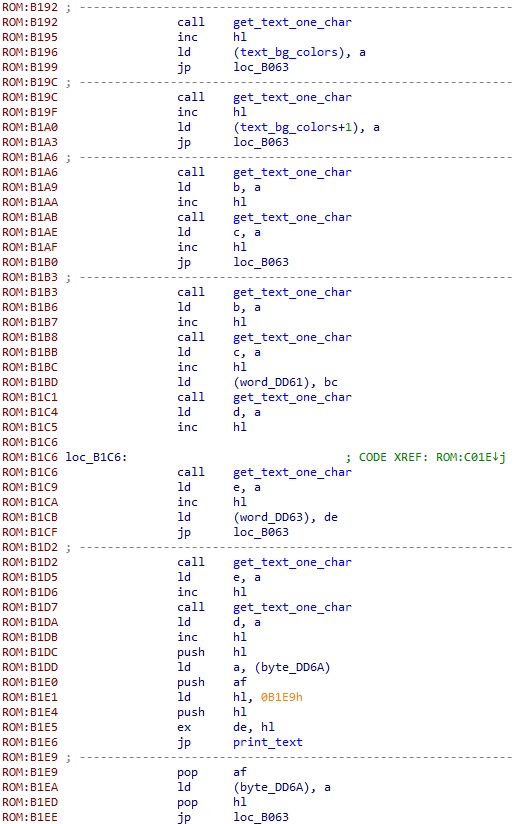 ROM:B192 ; ---------------------------------------------------------------
ROM:B192 call get_text_one_char
ROM:B195 inc hl
ROM:B196 ld (text_bg_colors), a
ROM:B199 jp loc_B063
ROM:B19C ; ---------------------------------------------------------------
ROM:B19C call get_text_one_char
ROM:B19F inc hl
ROM:B1A0 ld (text_bg_colors+1), a
ROM:B1A3 jp loc_B063
ROM:B1A6 ; ---------------------------------------------------------------
ROM:B1A6 call get_text_one_char
ROM:B1A9 ld b, a
ROM:B1AA inc hl
ROM:B1AB call get_text_one_char
ROM:B1AE ld c, a
ROM:B1AF inc hl
ROM:B1B0 jp loc_B063
ROM:B1B3 ; ---------------------------------------------------------------
ROM:B1B3 call get_text_one_char
ROM:B1B6 ld b, a
ROM:B1B7 inc hl
ROM:B1B8 call get_text_one_char
ROM:B1BB ld c, a
ROM:B1BC inc hl
ROM:B1BD ld (word_DD61), bc
ROM:B1C1 call get_text_one_char
ROM:B1C4 ld d, a
ROM:B1C5 inc hl
ROM:B1C6
ROM:B1C6 loc_B1C6: ; CODE XREF: ROM:C01E↓j
ROM:B1C6 call get_text_one_char
ROM:B1C9 ld e, a
ROM:B1CA inc hl
ROM:B1CB ld (word_DD63), de
ROM:B1CF jp loc_B063
ROM:B1D2 ; ---------------------------------------------------------------
ROM:B1D2 call get_text_one_char
ROM:B1D5 ld e, a
ROM:B1D6 inc hl
ROM:B1D7 call get_text_one_char
ROM:B1DA ld d, a
ROM:B1DB inc hl
ROM:B1DC push hl
ROM:B1DD ld a, (byte_DD6A)
ROM:B1E0 push af
ROM:B1E1 ld hl, 0B1E9h
ROM:B1E4 push hl
ROM:B1E5 ex de, hl
ROM:B1E6 jp print_text
ROM:B1E9 ; ---------------------------------------------------------------
ROM:B1E9 pop af
ROM:B1EA ld (byte_DD6A), a
ROM:B1ED pop hl
ROM:B1EE jp loc_B063